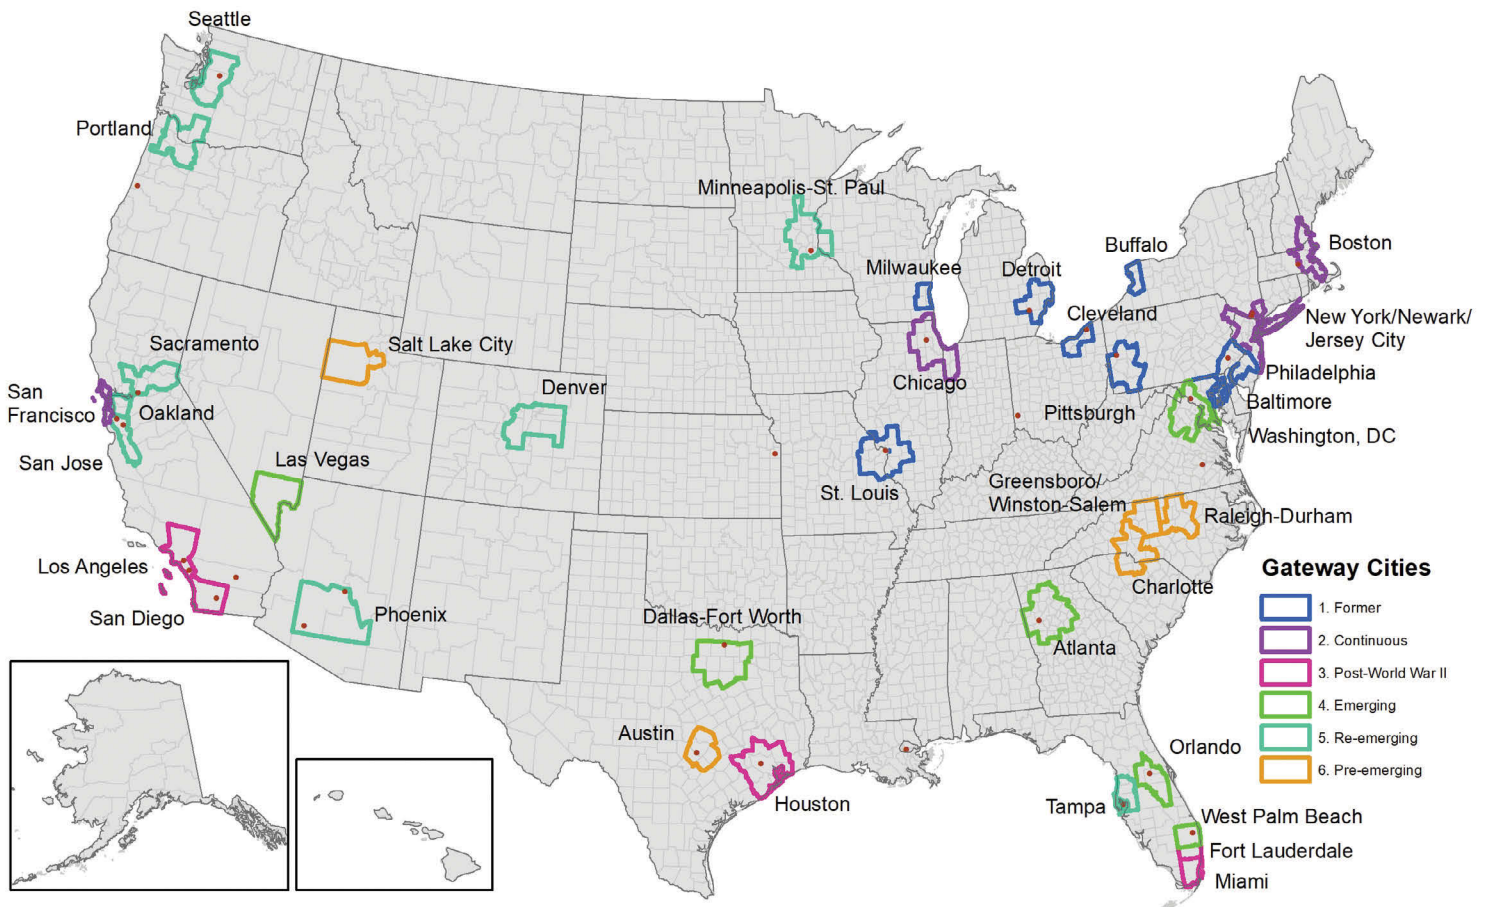 Seattle
Portland
Minneapolis-St. Paul
Buffalo
Boston
Milwaukee
Detroit
Cleveland
New York/Newark/
Jersey City
Sacramento
Salt Lake City
Denver
Chicago
Philadelphia
San
Francisco
Oakland
Pittsburgh
Baltimore
Washington, DC
San Jose
Las Vegas
St. Louis
Greensboro/
Winston-Salem
Raleigh-Durham
Los Angeles
San Diego
Phoenix
Dallas-Fort Worth
Charlotte
Atlanta
Austin
Houston
Orlando
Tampa
West Palm Beach
Fort Lauderdale
Miami
Gateway Cities
1. Former
2. Continuous
3. Post-World War II
4. Emerging
5. Re-emerging
6. Pre-emerging